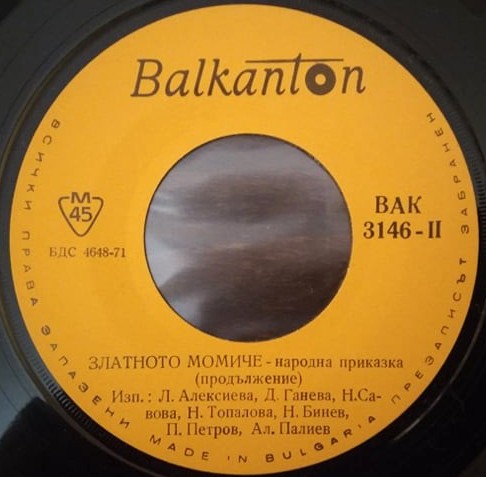 Balkanton
M
45
БДС 4648-71
ВАК
3146-II
ЗЛАТНОТО МОМИЧЕ - народна приказка
(продължение)
Изп.: Л. Алексиева, Д. Ганева, Н.Са-
вова, Н. Топалова, Н. Бинев,
П. Петров, Ал. Палиев
ВСИЧКИ ПРАВА ЗАПАЗЕНИ MADE IN BULGARIA ПРЕЗАПИСЪТ ЗАБРАНЕН